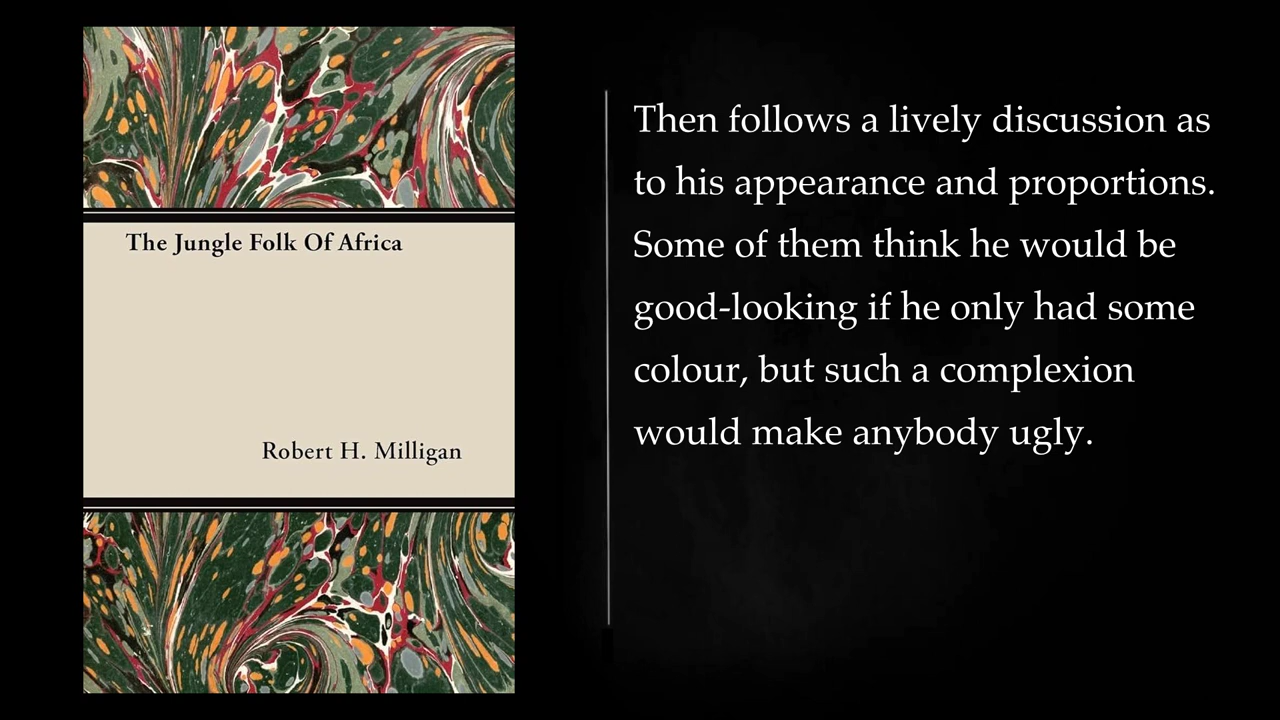 The Jungle Folk Of Africa
Robert H. Milligan
Then follows a lively discussion as
to his appearance and proportions.
Some of them think he would be
good-looking if he only had some
colour, but such a complexion
would make anybody ugly.